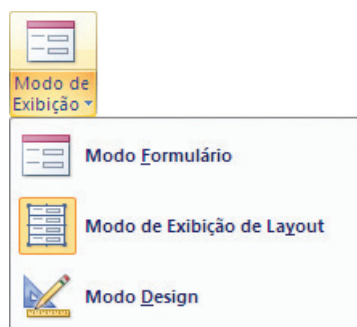 Modo de
Exibição
Modo Formulário
Modo de Exibição de Layout
Modo Design